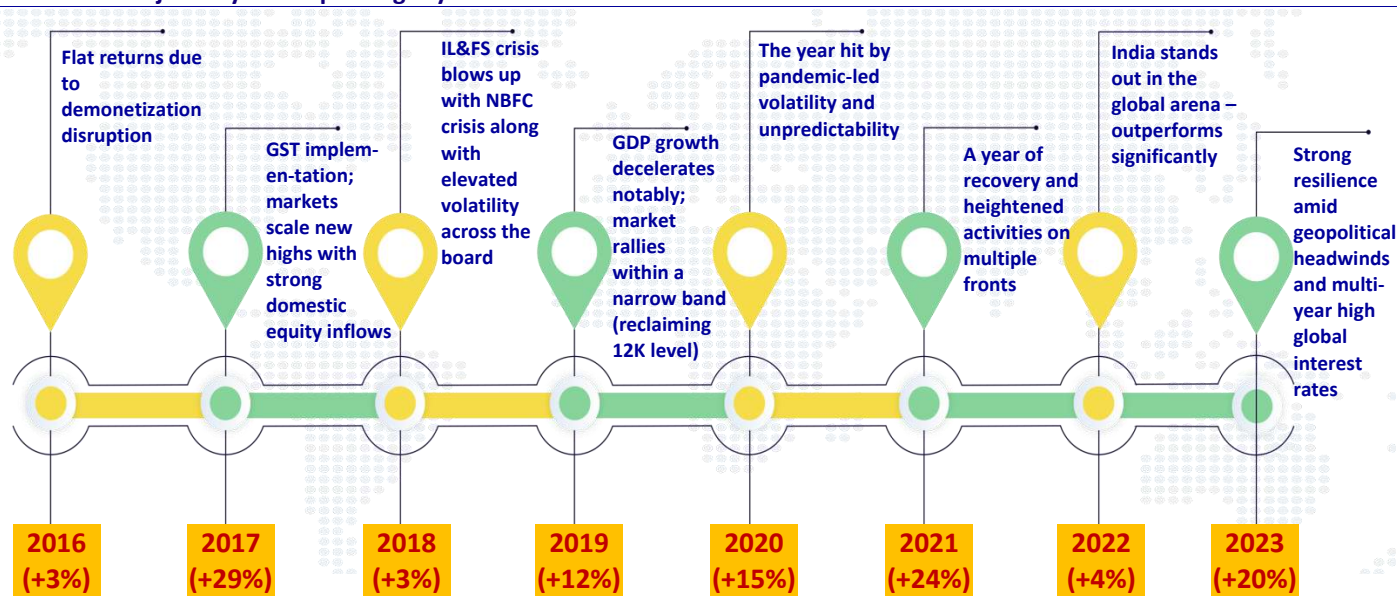 Flat returns due
to
demonetization
disruption
GST implem-
en-tation;
markets
scale new
highs with
strong
domestic
equity inflows
IL&FS crisis
blows up
with NBFC
crisis along
with
elevated
volatility
across the
board
GDP growth
decelerates
notably;
market
rallies
within a
narrow band
(reclaiming
12K level)
The year hit by
pandemic-led
volatility and
unpredictability
A year of
recovery and
heightened
activities on
multiple
fronts
India stands
out in the
global arena –
outperforms
significantly
Strong
resilience
amid
geopolitical
headwinds
and multi-
year high
global
interest
rates
2016
(+3%)
2017
(+29%)
2018
(+3%)
2019
(+12%)
2020
(+15%)
2021
(+24%)
2022
(+4%)
2023
(+20%)